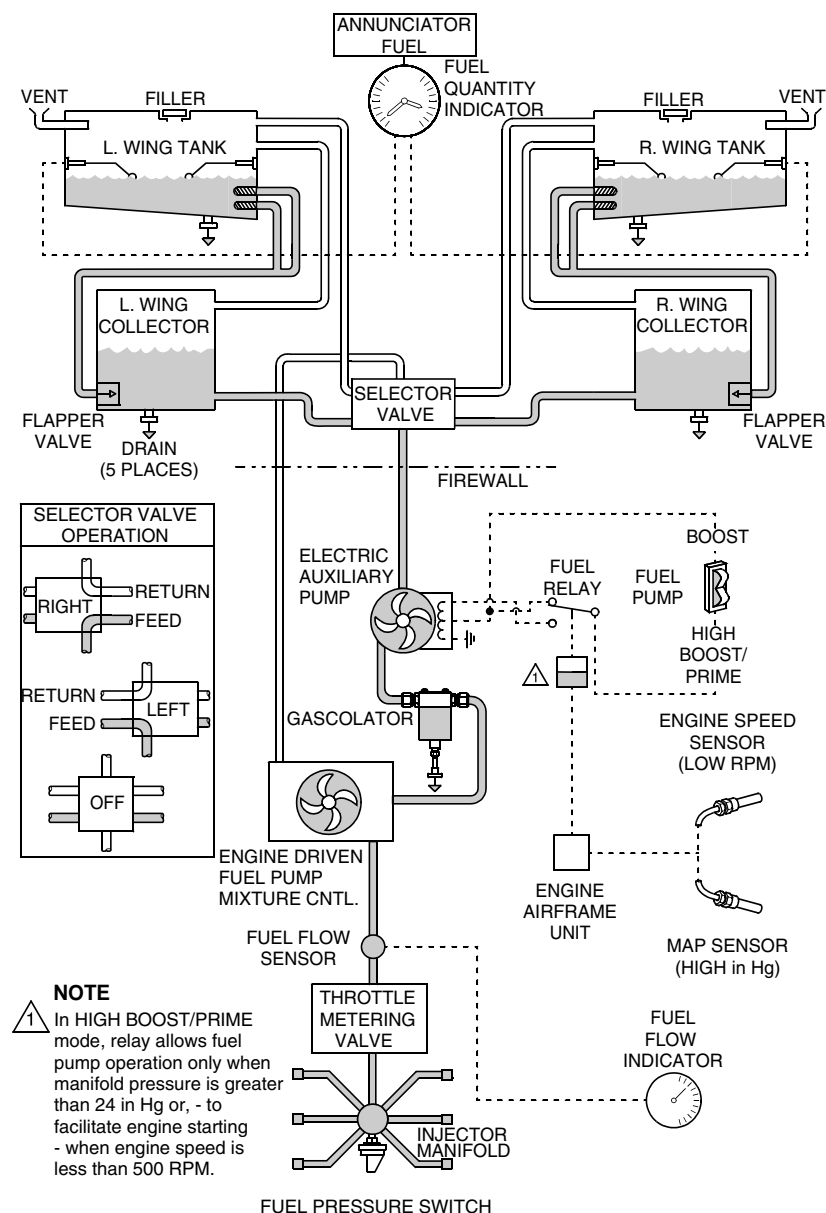 ANNUNCIATOR
FUEL
FUEL
QUANTITY
INDICATOR
VENT
FILLER
FILLER
VENT
L. WING TANK
R. WING TANK
L. WING
COLLECTOR
R. WING
COLLECTOR
SELECTOR
VALVE
FLAPPER
VALVE
DRAIN
(5 PLACES)
FLAPPER
VALVE
FIREWALL
SELECTOR VALVE
OPERATION
RIGHT
RETURN
FEED
RETURN
FEED
LEFT
OFF
ELECTRIC
AUXILIARY
PUMP
FUEL
RELAY
BOOST
FUEL
PUMP
HIGH
BOOST/
PRIME
1
GASCOLATOR
ENGINE SPEED
SENSOR
(LOW RPM)
ENGINE DRIVEN
FUEL PUMP
MIXTURE CNTL.
ENGINE
AIRFRAME
UNIT
MAP SENSOR
(HIGH in Hg)
FUEL FLOW
SENSOR
THROTTLE
METERING
VALVE
FUEL
FLOW
INDICATOR
INJECTOR
MANIFOLD
FUEL PRESSURE SWITCH
NOTE
1
In HIGH BOOST/PRIME
mode, relay allows fuel
pump operation only when
manifold pressure is greater
than 24 in Hg or, - to
facilitate engine starting
- when engine speed is
less than 500 RPM.